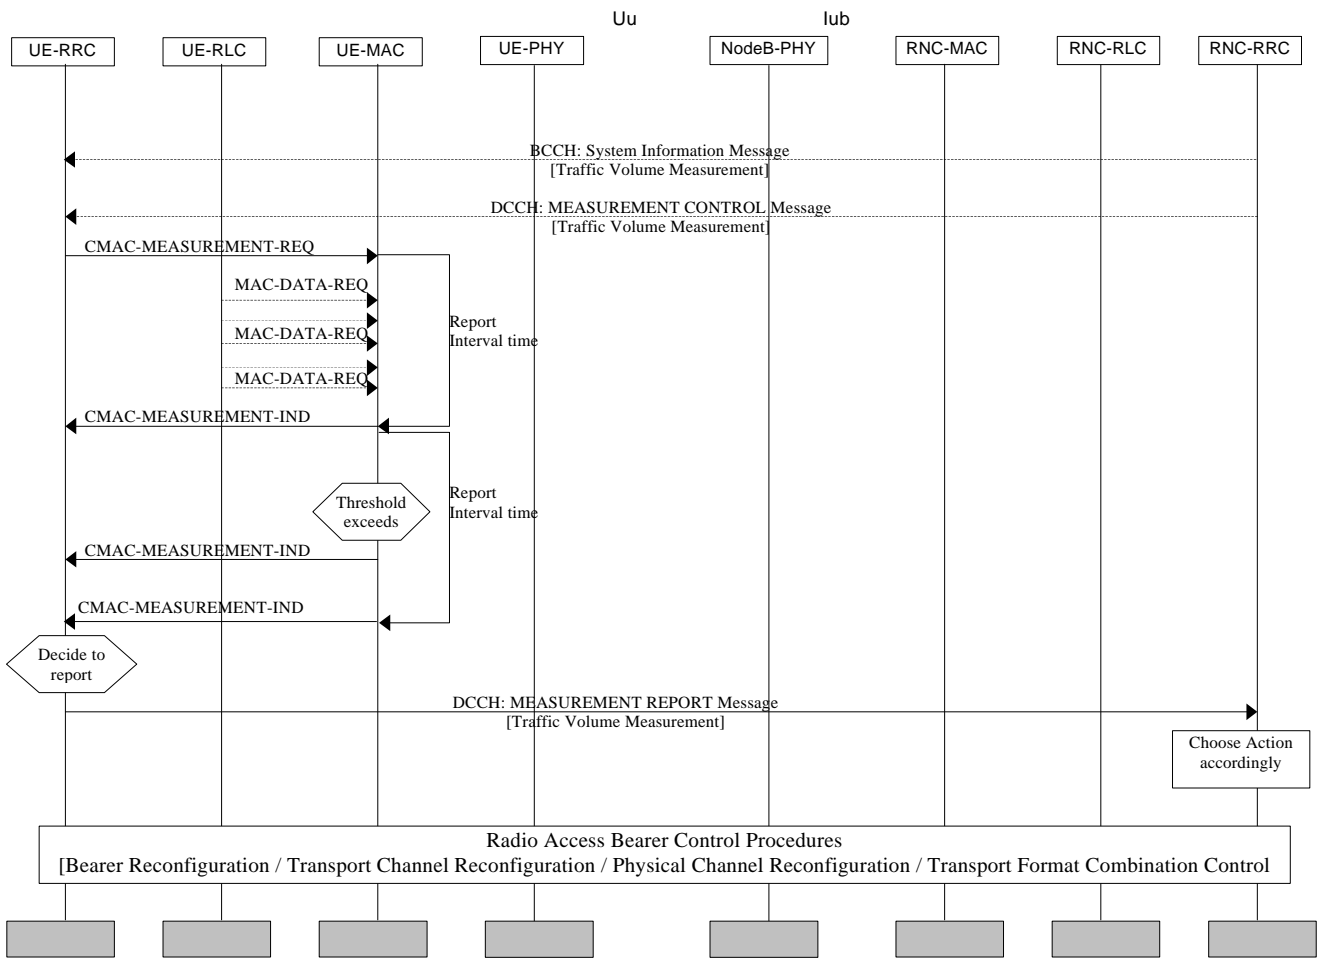 Uu Iub
UE-RRC UE-RLC UE-MAC UE-PHY NodeB-PHY RNC-MAC RNC-RLC RNC-RRC
BCCH: System Information Message
[Traffic Volume Measurement]
DCCH: MEASUREMENT CONTROL Message
[Traffic Volume Measurement]
CMAC-MEASUREMENT-REQ
MAC-DATA-REQ
Report
Interval time
MAC-DATA-REQ
MAC-DATA-REQ
CMAC-MEASUREMENT-IND
Threshold
exceeds
Report
Interval time
CMAC-MEASUREMENT-IND
CMAC-MEASUREMENT-IND
Decide to
report
DCCH: MEASUREMENT REPORT Message
[Traffic Volume Measurement]
Choose Action
accordingly
Radio Access Bearer Control Procedures
[Bearer Reconfiguration / Transport Channel Reconfiguration / Physical Channel Reconfiguration / Transport Format Combination Control